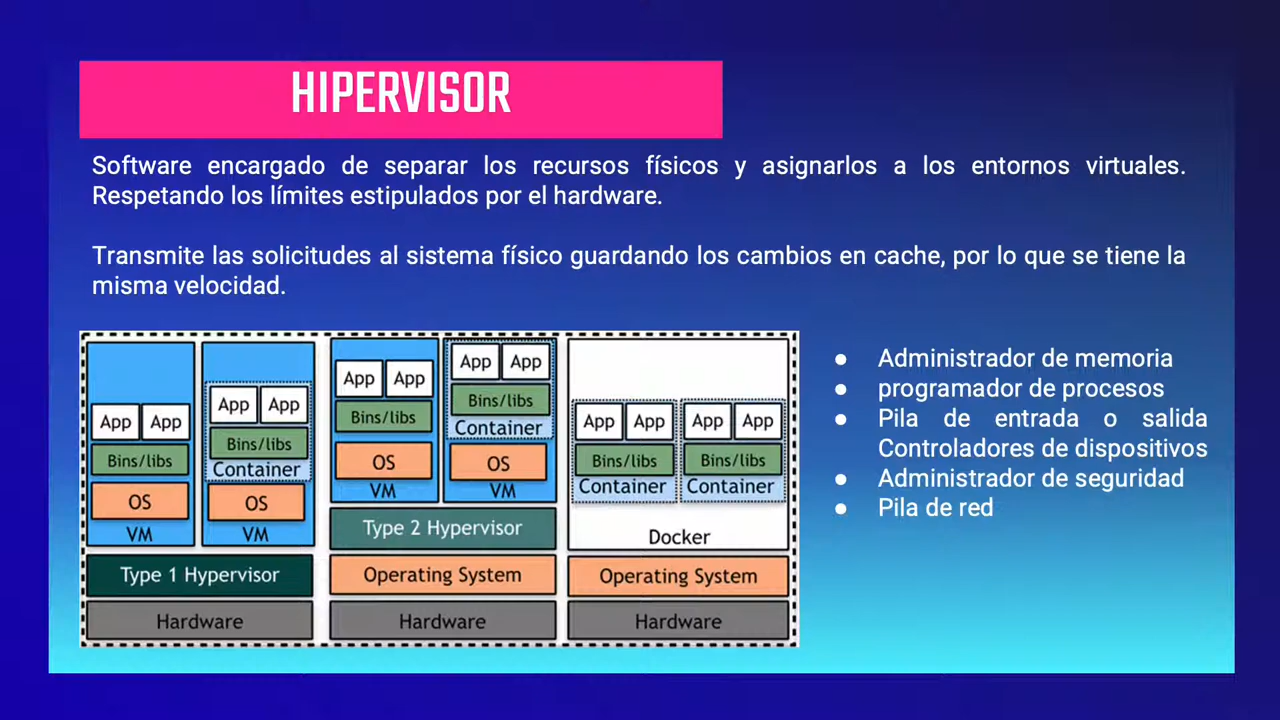 HIPERVISOR
Software encargado de separar los recursos físicos y asignarlos a los entornos virtuales.
Respetando los límites estipulados por el hardware.
Transmite las solicitudes al sistema físico guardando los cambios en cache, por lo que se tiene la
misma velocidad.
App App
Bins/libs
OS
VM
App App
Bins/libs
Container
OS
VM
Type 1 Hypervisor
Hardware
App App
Bins/libs
OS
VM
App App
Bins/libs
Container
OS
VM
Type 2 Hypervisor
Operating System
Hardware
App App
Bins/libs
Container
App App
Bins/libs
Container
Docker
Operating System
Hardware
● Administrador de memoria
● programador de procesos
● Pila de entrada o salida
Controladores de dispositivos
● Administrador de seguridad
● Pila de red